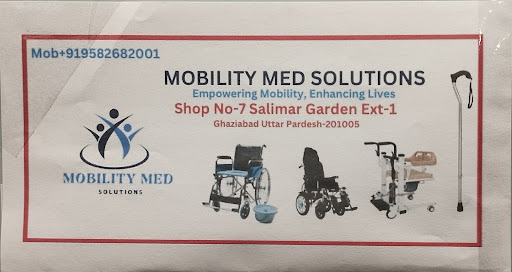 Mob+919582682001
MOBILITY MED SOLUTIONS
Empowering Mobility, Enhancing Lives
Shop No-7 Salimar Garden Ext-1
Ghaziabad Uttar Pardesh-201005
MOBILITY MED
SOLUTIONS